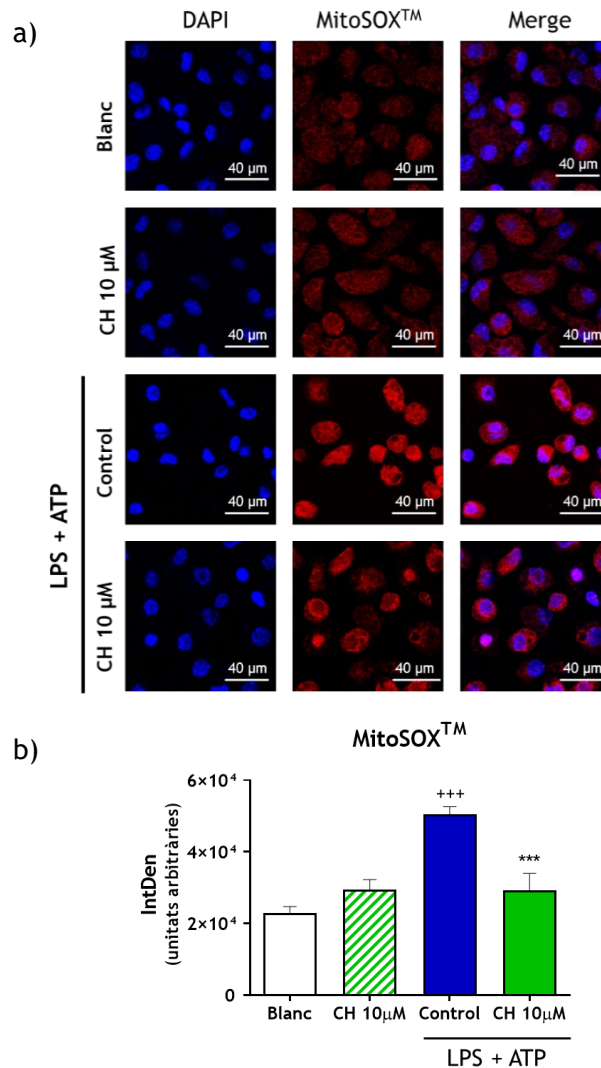 a)
DAPI
MitoSOX™
Merge
Blanc
40 µm
40 µm
40 µm
CH 10 µM
40 µm
40 µm
40 µm
LPS + ATP
Control
40 µm
40 µm
40 µm
CH 10 µM
40 µm
40 µm
40 µm
b)
MitoSOX™
IntDen
(unitats arbitràries)
6×10⁴
4×10⁴
2×10⁴
0
+++
***
Blanc
CH 10µM
Control
CH 10µM
LPS + ATP